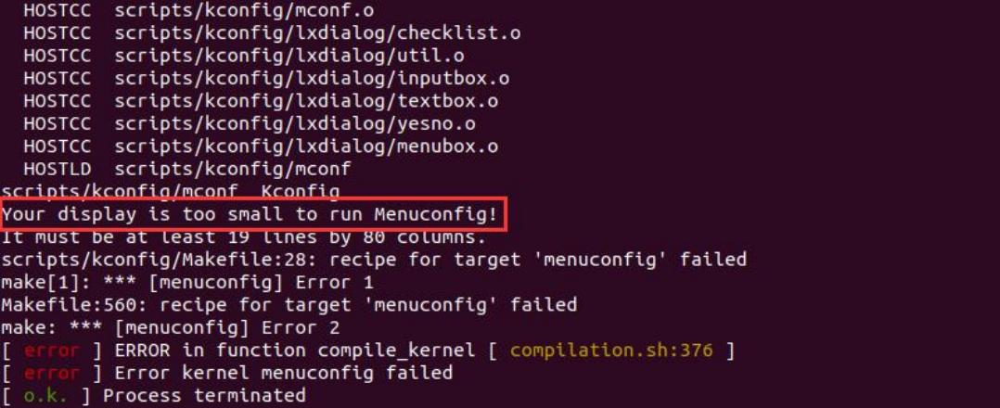 HOSTCC  scripts/kconfig/mconf.o
HOSTCC  scripts/kconfig/lxdialog/checklist.o
HOSTCC  scripts/kconfig/lxdialog/util.o
HOSTCC  scripts/kconfig/lxdialog/inputbox.o
HOSTCC  scripts/kconfig/lxdialog/textbox.o
HOSTCC  scripts/kconfig/lxdialog/yesno.o
HOSTCC  scripts/kconfig/lxdialog/menubox.o
HOSTLD  scripts/kconfig/mconf
scripts/kconfig/mconf  Kconfig
Your display is too small to run Menuconfig!
It must be at least 19 lines by 80 columns.
scripts/kconfig/Makefile:28: recipe for target 'menuconfig' failed
make[1]: *** [menuconfig] Error 1
Makefile:560: recipe for target 'menuconfig' failed
make: *** [menuconfig] Error 2
[ error ] ERROR in function compile_kernel [ compilation.sh:376 ]
[ error ] Error kernel menuconfig failed
[ o.k. ] Process terminated